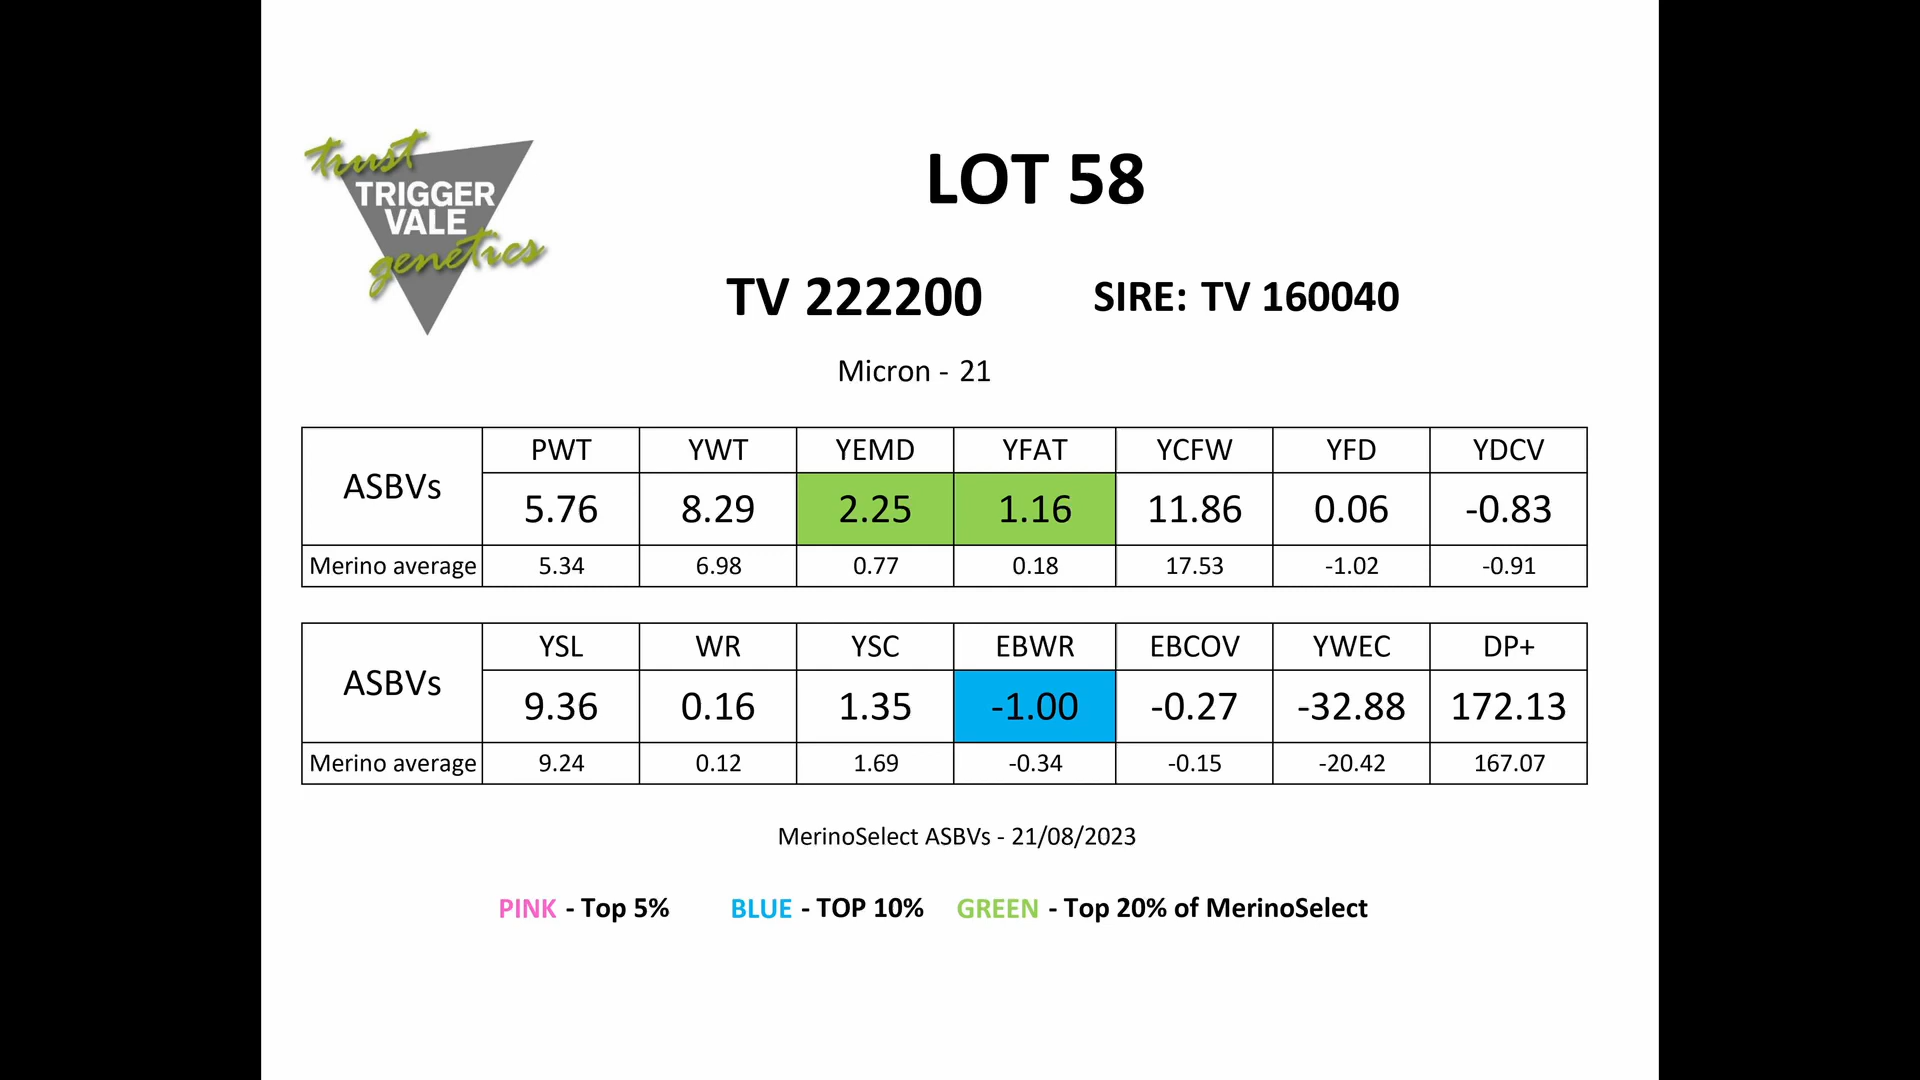 trust
TRIGGER
VALE
genetics
LOT 58
TV 222200 SIRE: TV 160040
Micron - 21
ASBVs PWT YWT YEMD YFAT YCFW YFD YDCV
5.76 8.29 2.25 1.16 11.86 0.06 -0.83
Merino average 5.34 6.98 0.77 0.18 17.53 -1.02 -0.91
ASBVs YSL WR YSC EBWR EBCOV YWEC DP+
9.36 0.16 1.35 -1.00 -0.27 -32.88 172.13
Merino average 9.24 0.12 1.69 -0.34 -0.15 -20.42 167.07
MerinoSelect ASBVs - 21/08/2023
PINK - Top 5% BLUE - TOP 10% GREEN - Top 20% of MerinoSelect